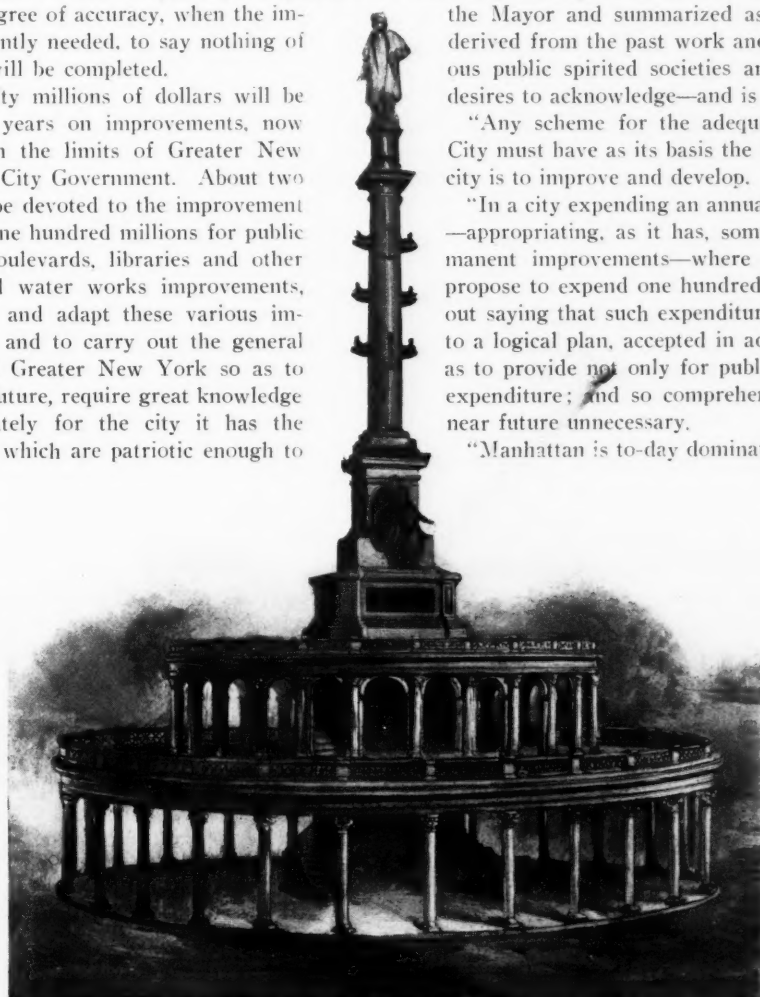 gree of accuracy, when the im-
ntly needed, to say nothing of
ill be completed.
ty millions of dollars will be
years on improvements, now
n the limits of Greater New
City Government. About two
be devoted to the improvement
ne hundred millions for public
oulevards, libraries and other
l water works improvements,
and adapt these various im-
and to carry out the general
Greater New York so as to
uture, require great knowledge
tely for the city it has the
which are patriotic enough to
the Mayor and summarized as
derived from the past work and
ous public spirited societies an
desires to acknowledge—and is
"Any scheme for the adequ
City must have as its basis the
city is to improve and develop.
"In a city expending an annua
—appropriating, as it has, som
manent improvements—where
propose to expend one hundred
out saying that such expenditur
to a logical plan, accepted in ad
as to provide not only for publ
expenditure; and so comprehen
near future unnecessary.
"Manhattan is to-day domina